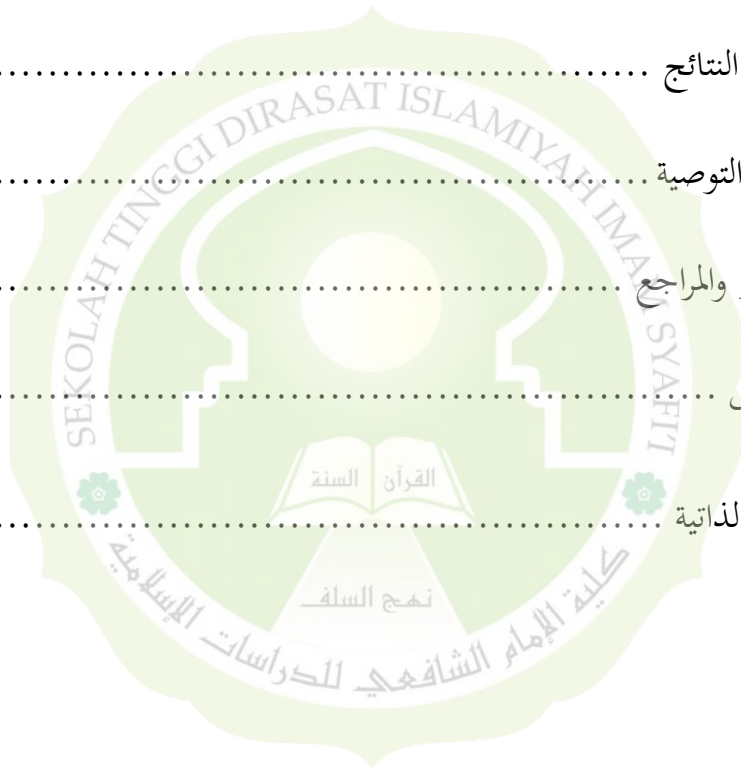 النتائج ........................................................
التوصية ........................................................
والمراجع ........................................................
........................................................
........................................................
SEKOLAH TINGGI DIRASAT ISLAMIYAH IMAM SYAFI'I
القرآن السنة
نهج السلف
كلية الإمام الشافعي للدراسات الإسلامية